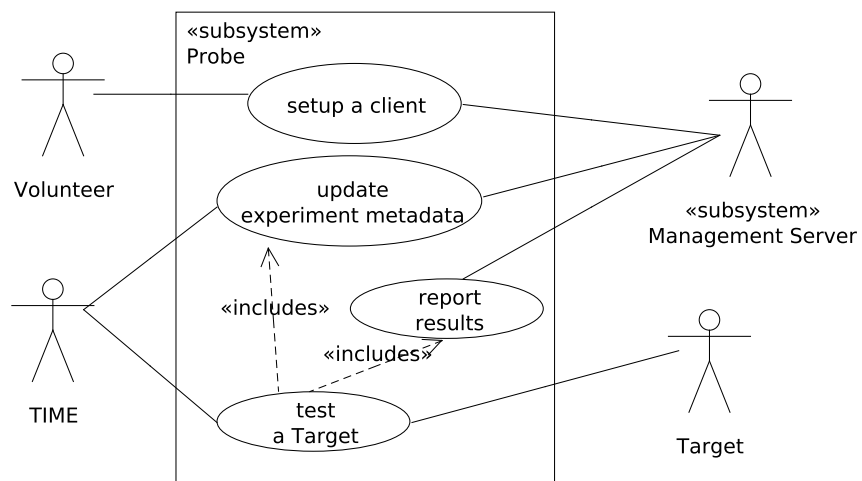 «subsystem»
Probe
setup a client
Volunteer
update
experiment metadata
«subsystem»
Management Server
«includes»
report
results
«includes»
TIME
test
a Target
Target